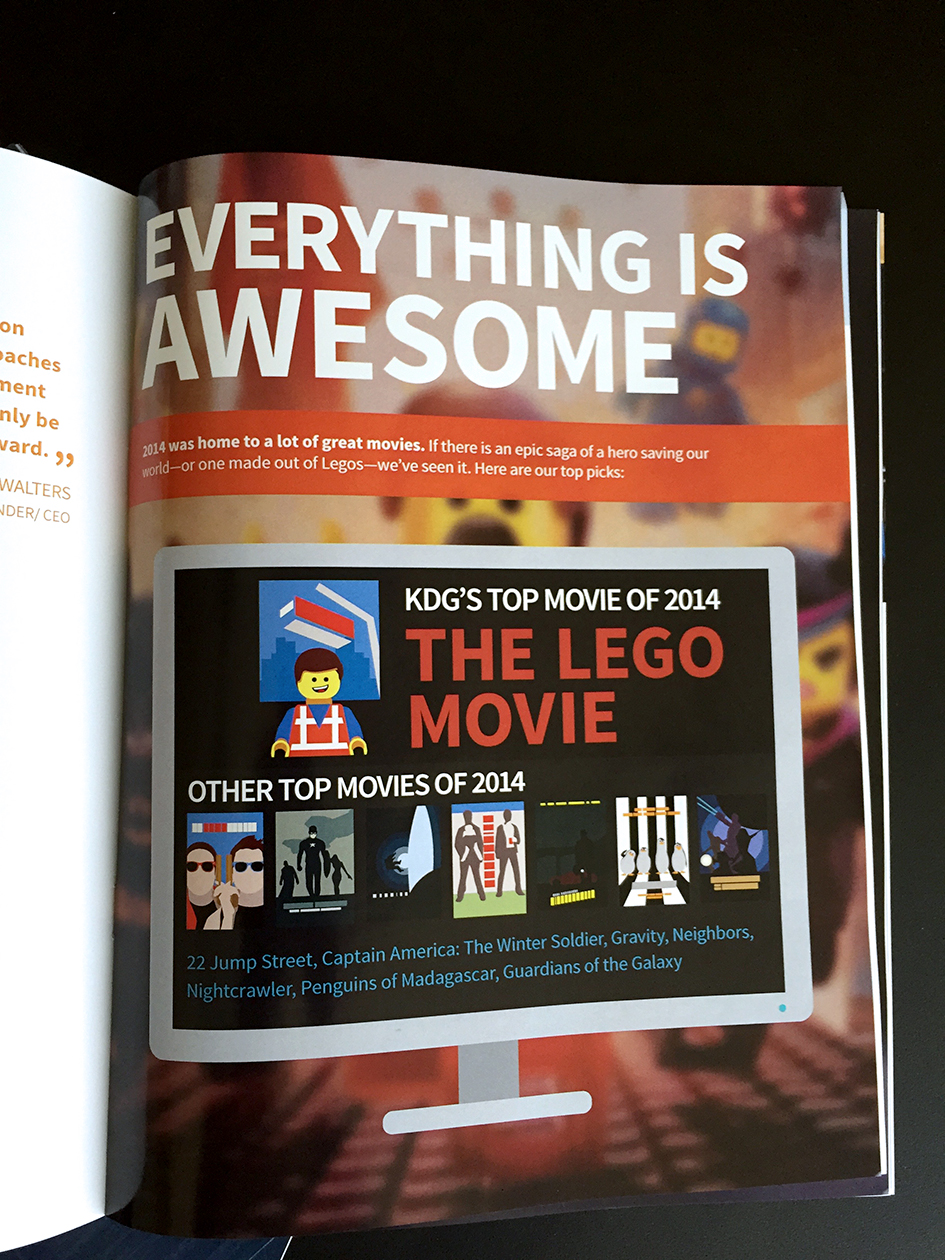 on
oaches
ment
nly be
vard.”
WALTERS
NDER/ CEO
EVERYTHING IS
AWESOME
2014 was home to a lot of great movies. If there is an epic saga of a hero saving our
world—or one made out of Legos—we’ve seen it. Here are our top picks:
KDG’S TOP MOVIE OF 2014
THE LEGO
MOVIE
OTHER TOP MOVIES OF 2014
22 Jump Street, Captain America: The Winter Soldier, Gravity, Neighbors,
Nightcrawler, Penguins of Madagascar, Guardians of the Galaxy